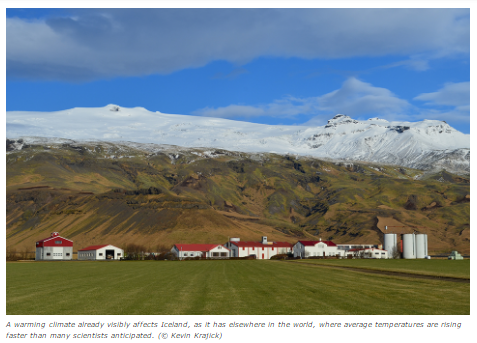 A warming climate already visibly affects Iceland, as it has elsewhere in the world, where average temperatures are rising
faster than many scientists anticipated. (© Kevin Krajick)